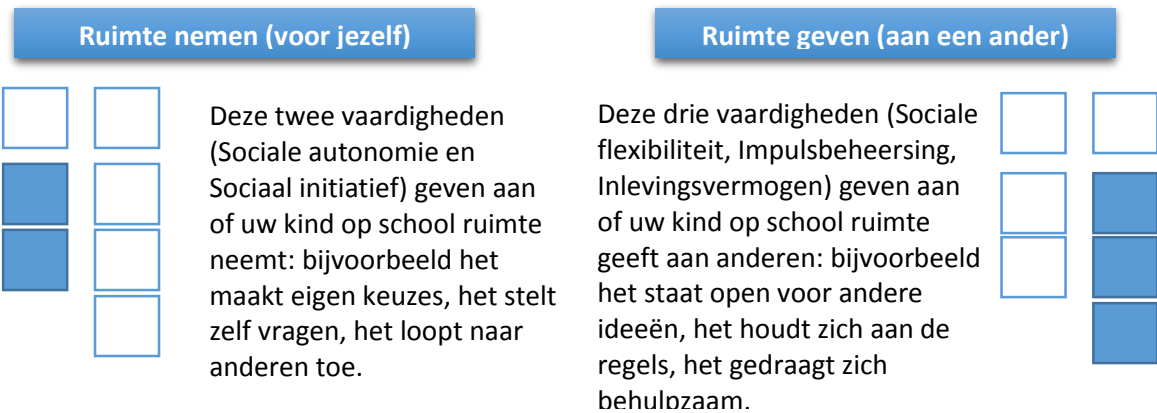 Ruimte nemen (voor jezelf)
Deze twee vaardigheden
(Sociale autonomie en
Sociaal initiatief) geven aan
of uw kind op school ruimte
neemt: bijvoorbeeld het
maakt eigen keuzes, het stelt
zelf vragen, het loopt naar
anderen toe.
Ruimte geven (aan een ander)
Deze drie vaardigheden (Sociale
flexibiliteit, Impulsbeheersing,
Inlevingsvermogen) geven aan
of uw kind op school ruimte
geeft aan anderen: bijvoorbeeld
het staat open voor andere
ideeën, het houdt zich aan de
regels, het gedraagt zich
behulpzaam.